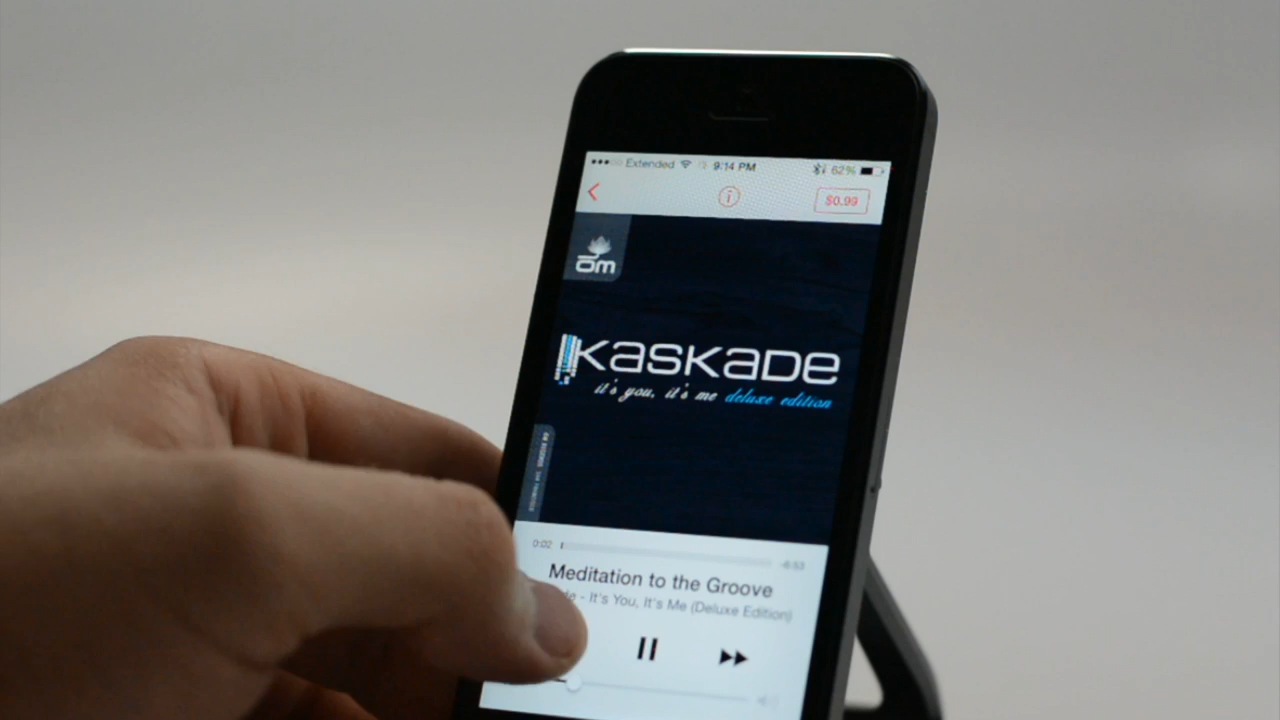 Extended 9:14 PM 62%
$0.99
om
kaskade
it's you, it's me deluxe edition
0:02 -6:53
Meditation to the Groove
de - It's You, It's Me (Deluxe Edition)